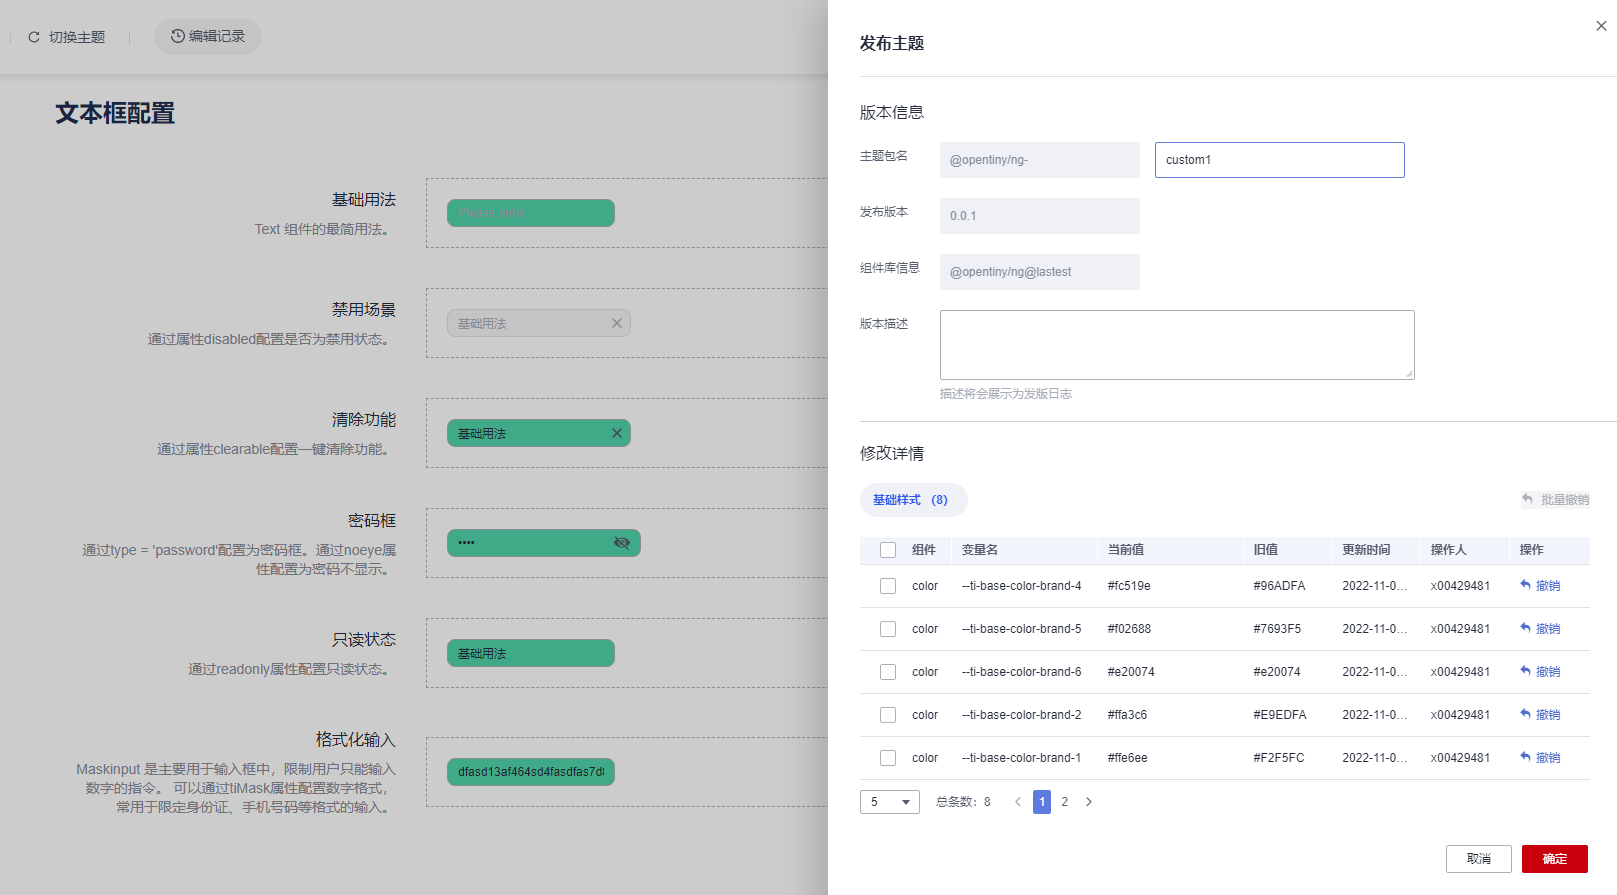 切换主题
编辑记录
文本框配置
基础用法
Text 组件的最简用法。
Please enter
禁用场景
通过属性disabled配置是否为禁用状态。
基础用法
清除功能
通过属性clearable配置一键清除功能。
基础用法
密码框
通过type = 'password'配置为密码框。通过noeye属
性配置为密码不显示。
••••
只读状态
通过readonly属性配置只读状态。
基础用法
格式化输入
Maskinput 是主要用于输入框中，限制用户只能输入
数字的指令。 可以通过tiMask属性配置数字格式，
常用于限定身份证、手机号码等格式的输入。
dfasd13af464sd4fasdfas7d
发布主题
版本信息
主题包名 @opentiny/ng- custom1
发布版本 0.0.1
组件库信息 @opentiny/ng@lastest
版本描述
描述将会展示为发版日志
修改详情
基础样式 (8) 批量撤销
组件 变量名 当前值 旧值 更新时间 操作人 操作
color --ti-base-color-brand-4 #fc519e #96ADFA 2022-11-0... x00429481 撤销
color --ti-base-color-brand-5 #f02688 #7693F5 2022-11-0... x00429481 撤销
color --ti-base-color-brand-6 #e20074 #e20074 2022-11-0... x00429481 撤销
color --ti-base-color-brand-2 #ffa3c6 #E9EDFA 2022-11-0... x00429481 撤销
color --ti-base-color-brand-1 #ffe6ee #F2F5FC 2022-11-0... x00429481 撤销
5 总条数：8 1 2
取消 确定